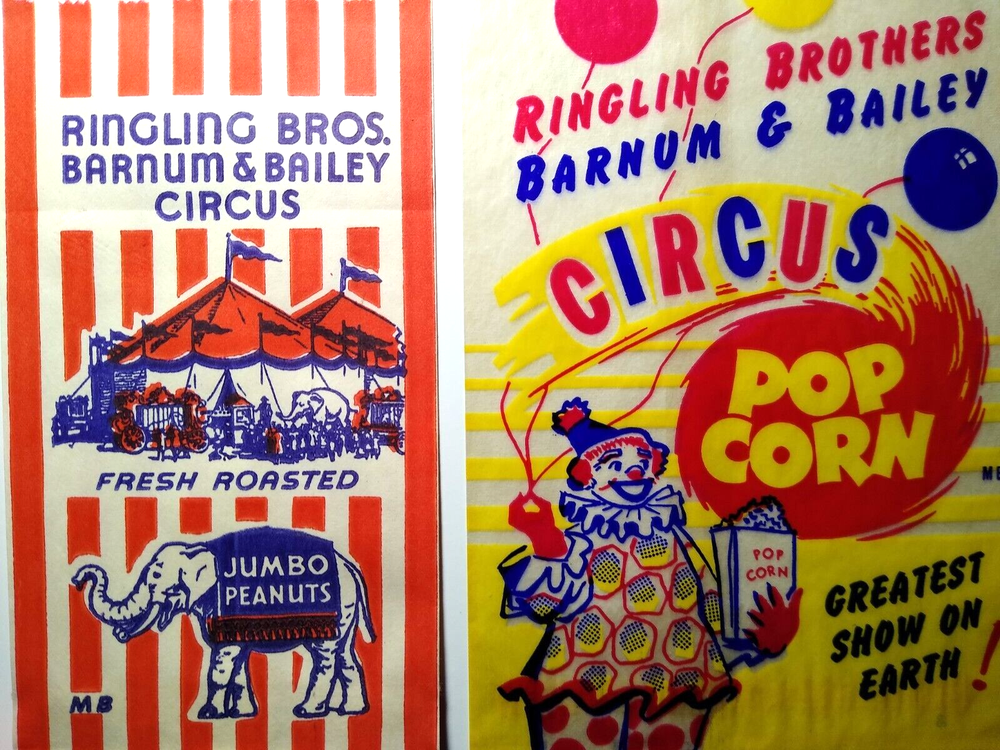 RINGLING BROS.
BARNUM & BAILEY
CIRCUS
FRESH ROASTED
JUMBO
PEANUTS
MB
RINGLING BROTHERS
BARNUM & BAILEY
CIRCUS
POP
CORN
POP
CORN
GREATEST
SHOW ON
EARTH!